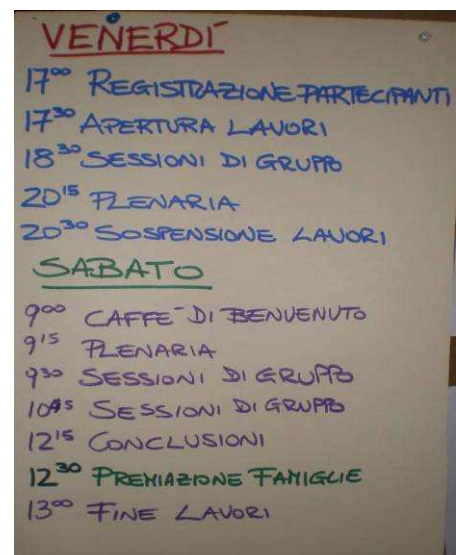 VENERDÌ
17⁰⁰ REGISTRAZIONE PARTECIPANTI
17³⁰ APERTURA LAVORI
18³⁰ SESSIONI DI GRUPPO
20¹⁵ PLENARIA
20³⁰ SOSPENSIONE LAVORI
SABATO
9⁰⁰ CAFFE' DI BENVENUTO
9¹⁵ PLENARIA
9³⁰ SESSIONI DI GRUPPO
10⁴⁵ SESSIONI DI GRUPPO
12¹⁵ CONCLUSIONI
12³⁰ PREMIAZIONE FAMIGLIE
13⁰⁰ FINE LAVORI